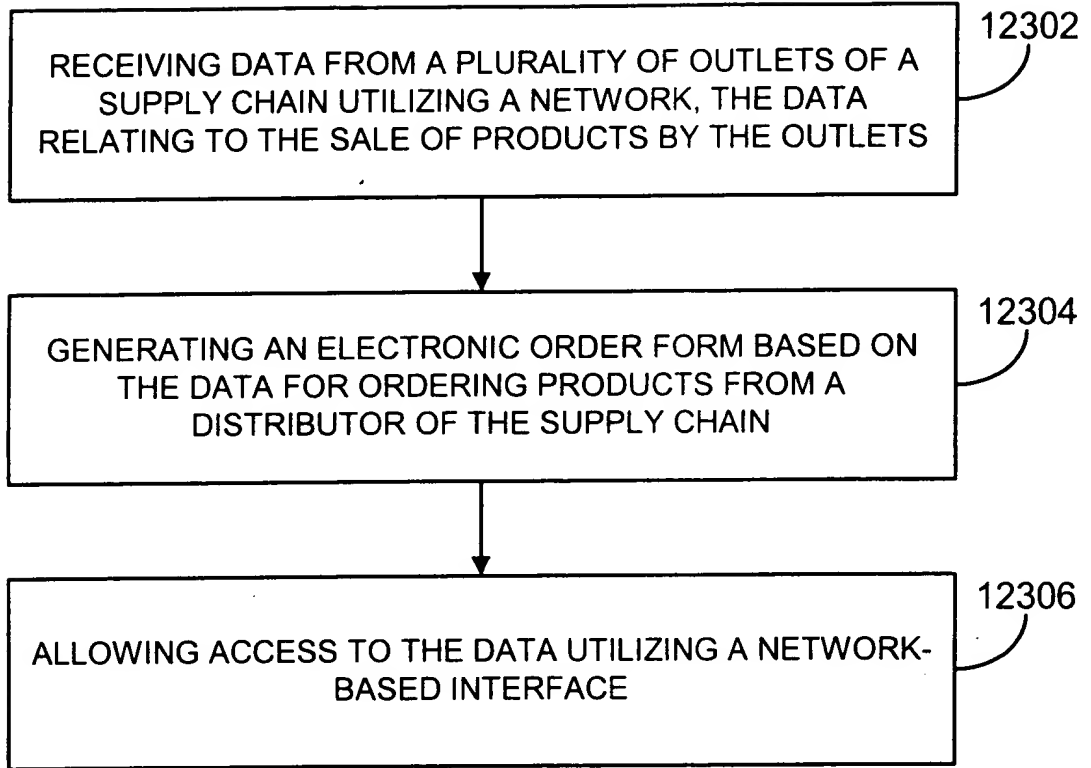 12302
RECEIVING DATA FROM A PLURALITY OF OUTLETS OF A
SUPPLY CHAIN UTILIZING A NETWORK, THE DATA
RELATING TO THE SALE OF PRODUCTS BY THE OUTLETS
12304
GENERATING AN ELECTRONIC ORDER FORM BASED ON
THE DATA FOR ORDERING PRODUCTS FROM A
DISTRIBUTOR OF THE SUPPLY CHAIN
12306
ALLOWING ACCESS TO THE DATA UTILIZING A NETWORK-
BASED INTERFACE